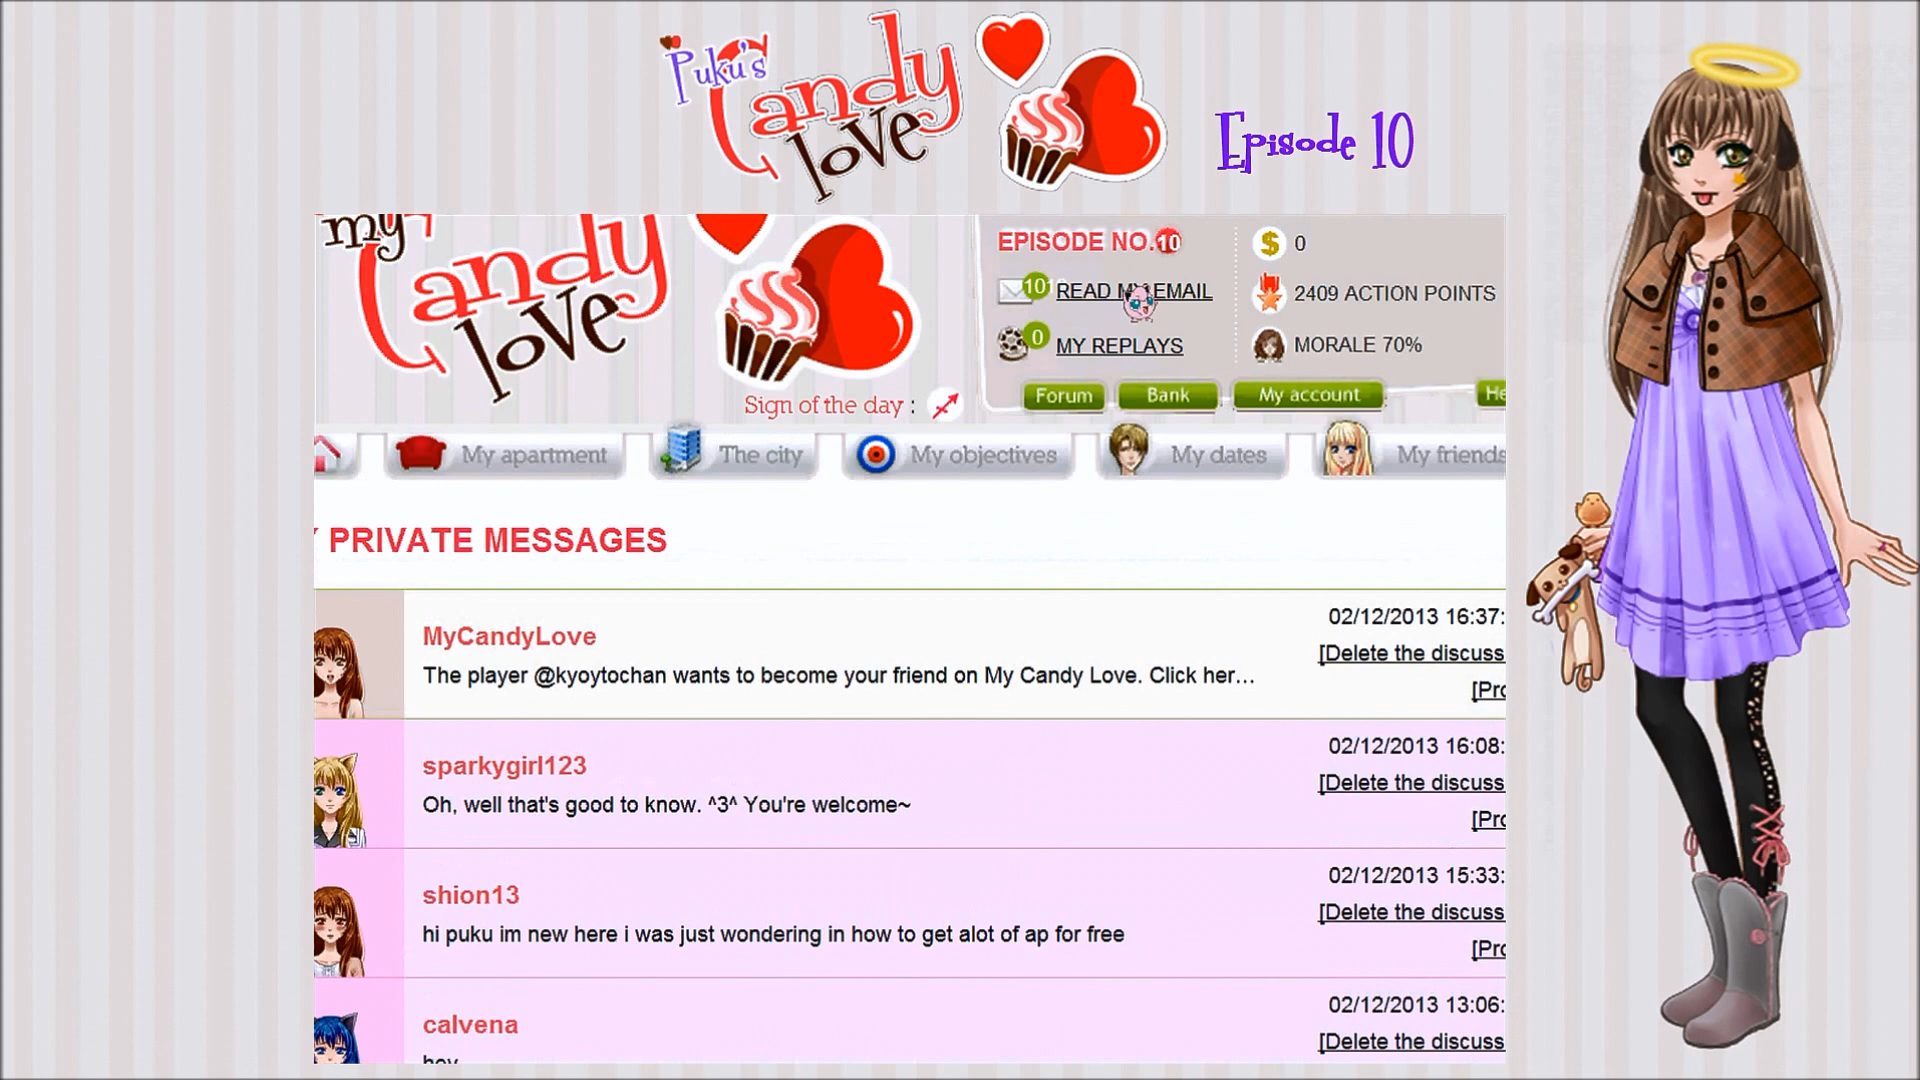 Puku's
Candy
love
Episode 10
my
Candy
love
Sign of the day :
EPISODE NO. 10
10
READ MY EMAIL
0
MY REPLAYS
$ 0
2409 ACTION POINTS
MORALE 70%
Forum
Bank
My account
My apartment
The city
My objectives
My dates
My friends
PRIVATE MESSAGES
MyCandyLove
02/12/2013 16:37:
The player @kyoytochan wants to become your friend on My Candy Love. Click her...
[Delete the discuss
[Pro
sparkygirl123
02/12/2013 16:08:
Oh, well that's good to know. ^3^ You're welcome~
[Delete the discuss
[Pro
shion13
02/12/2013 15:33:
hi puku im new here i was just wondering in how to get alot of ap for free
[Delete the discuss
[Pro
calvena
02/12/2013 13:06:
hey
[Delete the discuss